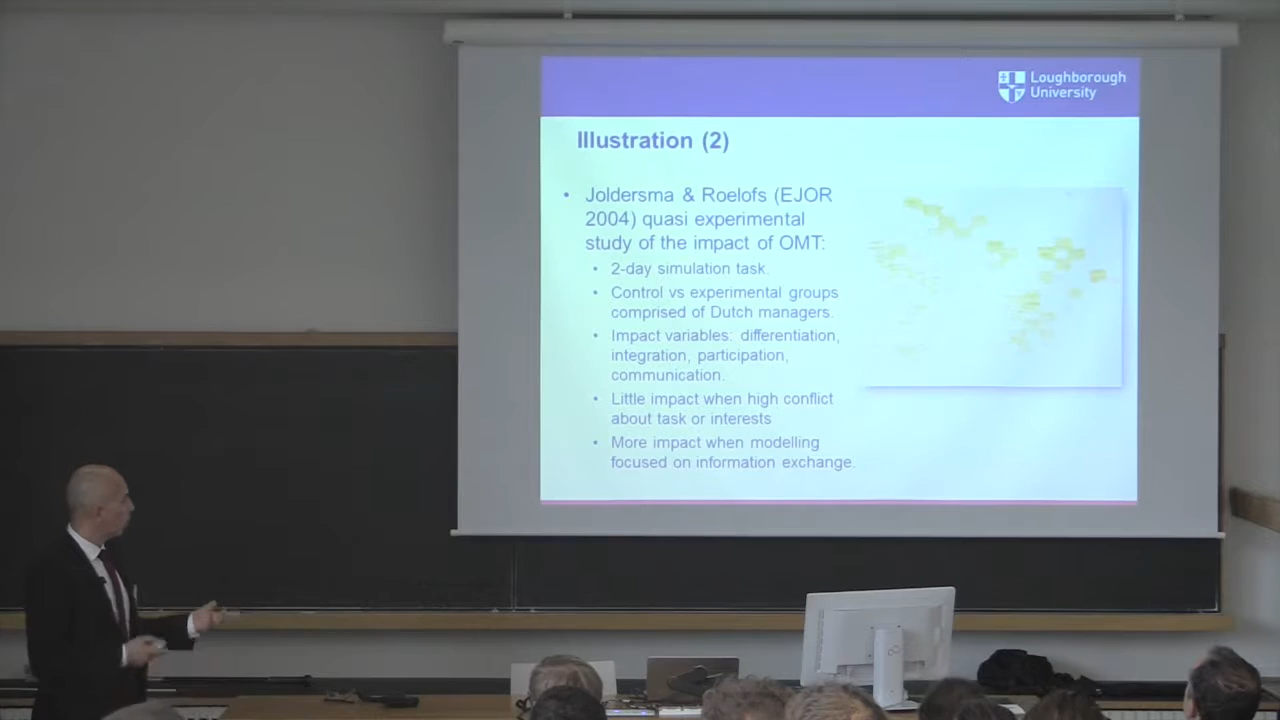 Loughborough
University
Illustration (2)
• Joldersma & Roelofs (EJOR
2004) quasi experimental
study of the impact of OMT:
• 2-day simulation task.
• Control vs experimental groups
comprised of Dutch managers.
• Impact variables: differentiation,
integration, participation,
communication.
• Little impact when high conflict
about task or interests
• More impact when modelling
focused on information exchange.